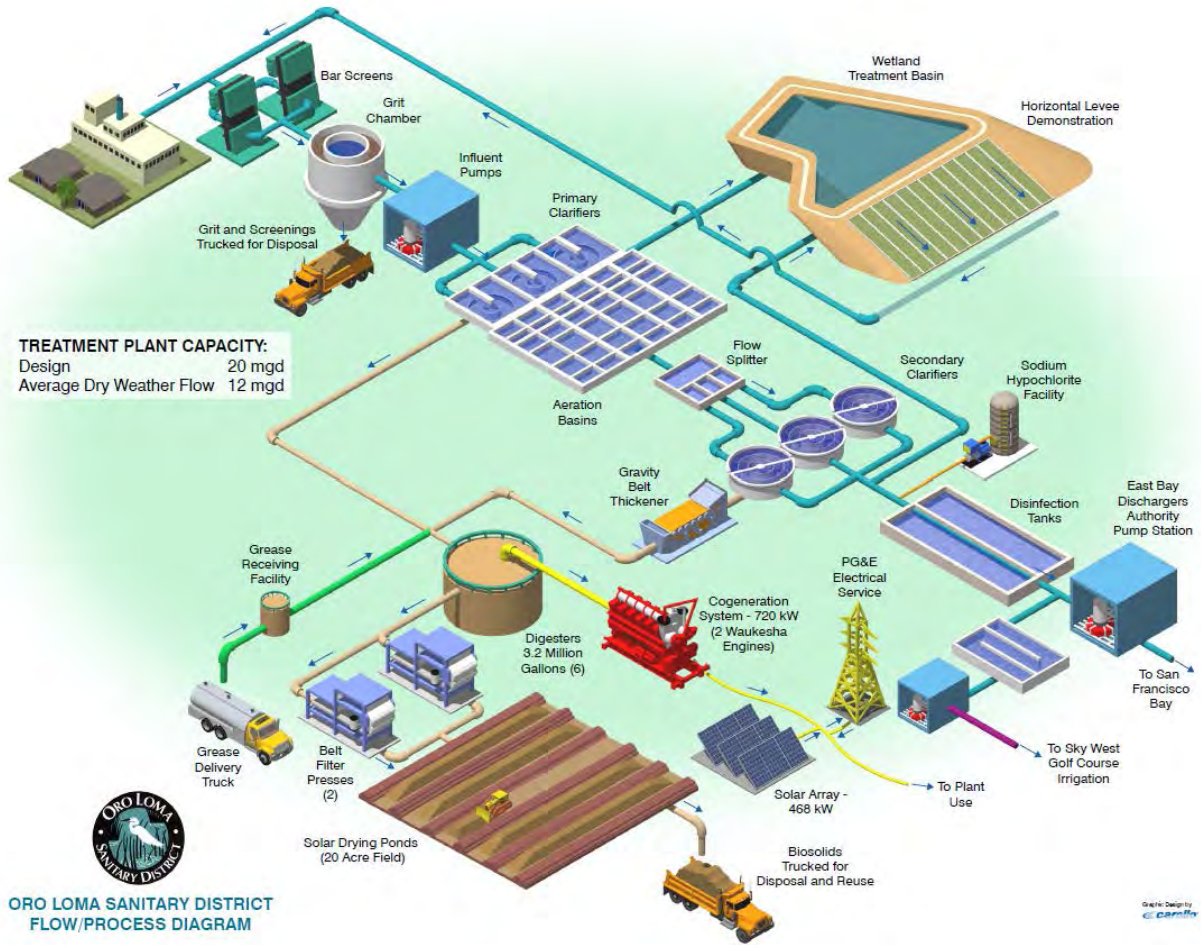 Bar Screens
Grit
Chamber
Influent
Pumps
Grit and Screenings
Trucked for Disposal
Primary
Clarifiers
Wetland
Treatment Basin
Horizontal Levee
Demonstration
TREATMENT PLANT CAPACITY:
Design 20 mgd
Average Dry Weather Flow 12 mgd
Aeration
Basins
Flow
Splitter
Secondary
Clarifiers
Sodium
Hypochlorite
Facility
Gravity
Belt
Thickener
Disinfection
Tanks
East Bay
Dischargers
Authority
Pump Station
Grease
Receiving
Facility
Digesters
3.2 Million
Gallons (6)
Cogeneration
System - 720 kW
(2 Waukesha
Engines)
PG&E
Electrical
Service
To San
Francisco
Bay
Grease
Delivery
Truck
Belt
Filter
Presses
(2)
Solar Array -
468 kW
To Plant
Use
To Sky West
Golf Course
Irrigation
Solar Drying Ponds
(20 Acre Field)
Biosolids
Trucked for
Disposal and Reuse
ORO LOMA
SANITARY DISTRICT
ORO LOMA SANITARY DISTRICT
FLOW/PROCESS DIAGRAM
Graphic Design by
carollo